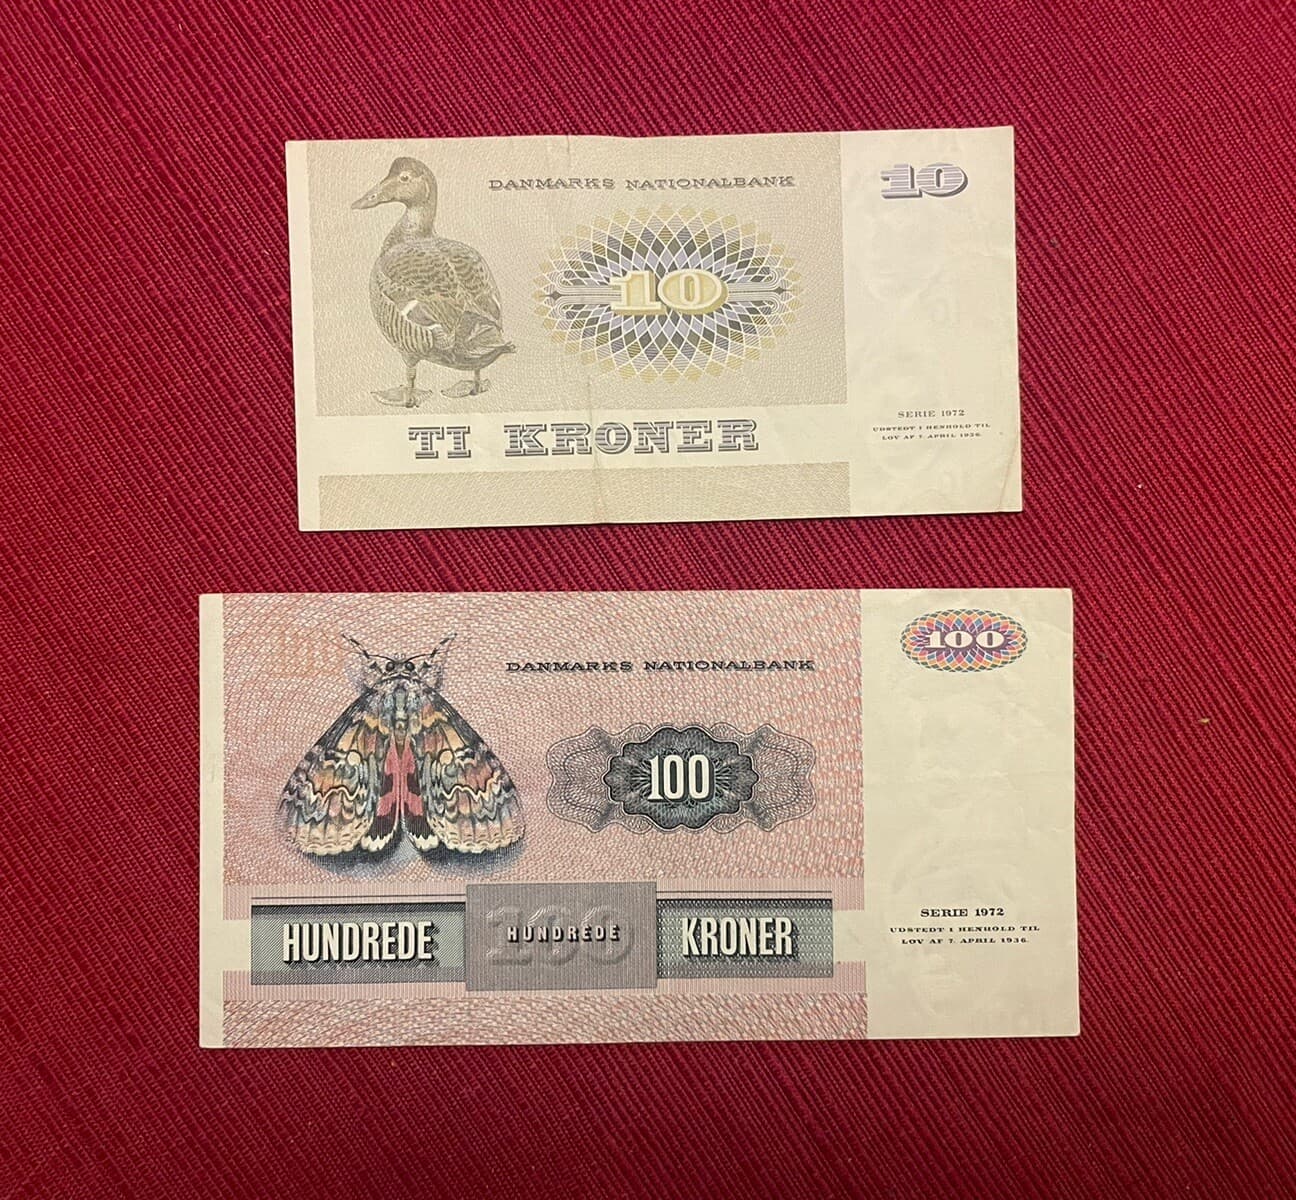 DANMARKS NATIONALBANK
10
10
TI KRONER
SERIE 1972
UDSTEDT I HENHOLD TIL
LOV AF 7. APRIL 1936.
DANMARKS NATIONALBANK
100
100
HUNDREDE
100
HUNDREDE
KRONER
SERIE 1972
UDSTEDT I HENHOLD TIL
LOV AF 7. APRIL 1936.